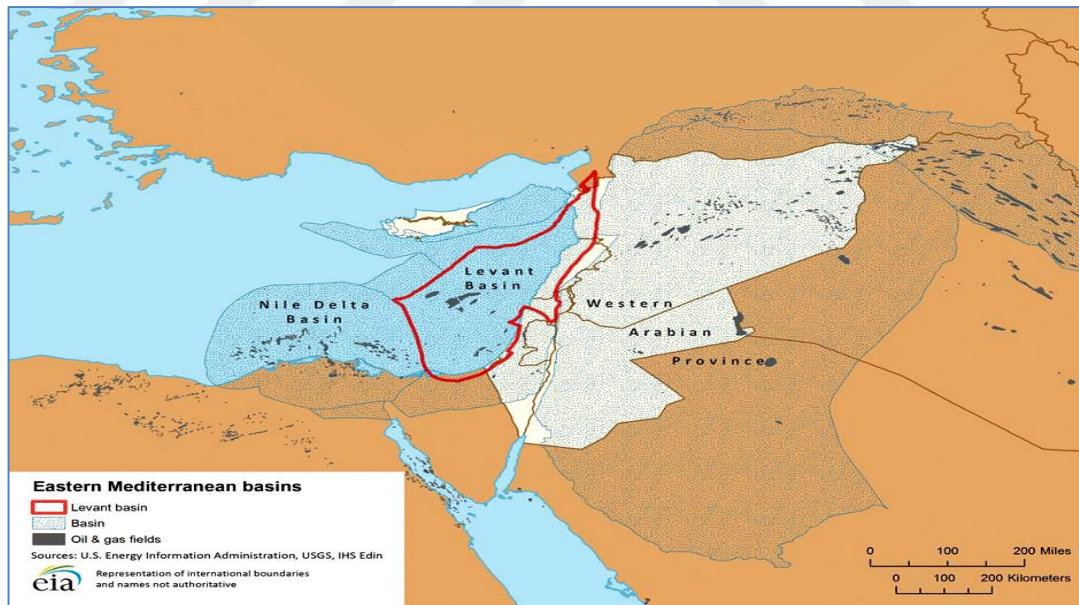 Levant
Basin
Nile Delta
Basin
Western
Arabian
Province
Eastern Mediterranean basins
Levant basin
Basin
Oil & gas fields
Sources: U.S. Energy Information Administration, USGS, IHS Edin
eia
Representation of international boundaries
and names not authoritative
0 100 200 Miles
0 100 200 Kilometers